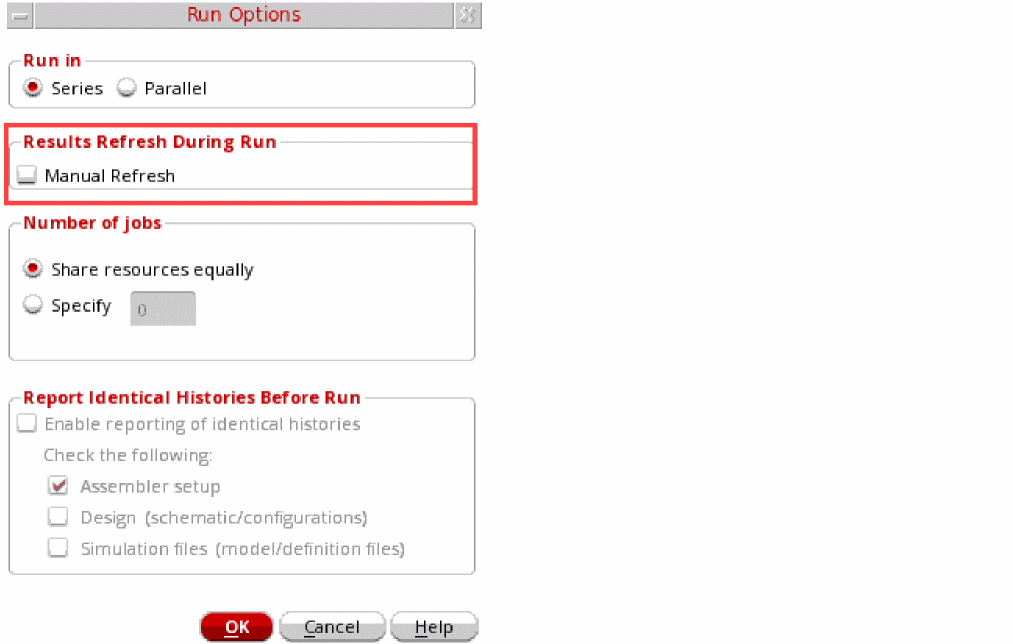 Run Options
Run in
Series Parallel
Results Refresh During Run
Manual Refresh
Number of jobs
Share resources equally
Specify 0
Report Identical Histories Before Run
Enable reporting of identical histories
Check the following:
Assembler setup
Design (schematic/configurations)
Simulation files (model/definition files)
OK Cancel Help